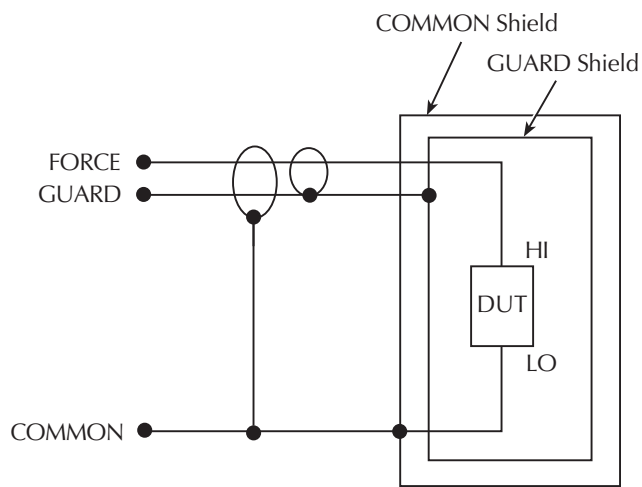 COMMON Shield
GUARD Shield
FORCE
GUARD
HI
DUT
LO
COMMON